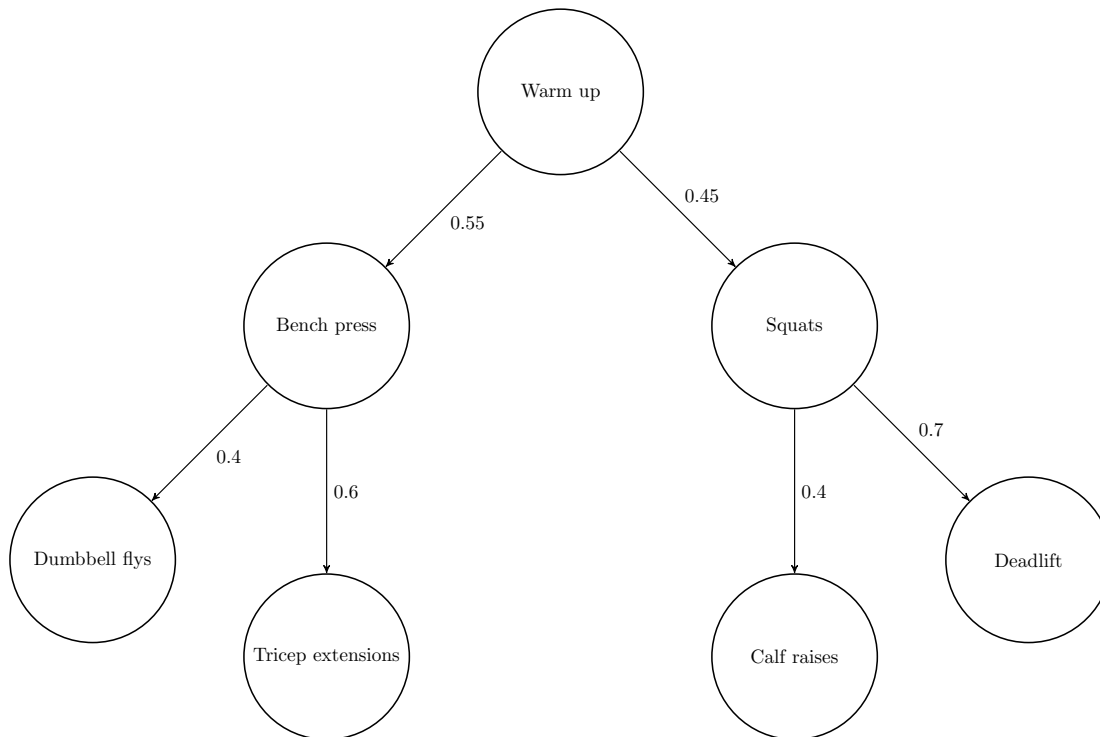 Warm up
0.55
0.45
Bench press
Squats
0.4
0.6
0.4
0.7
Dumbbell flys
Tricep extensions
Calf raises
Deadlift